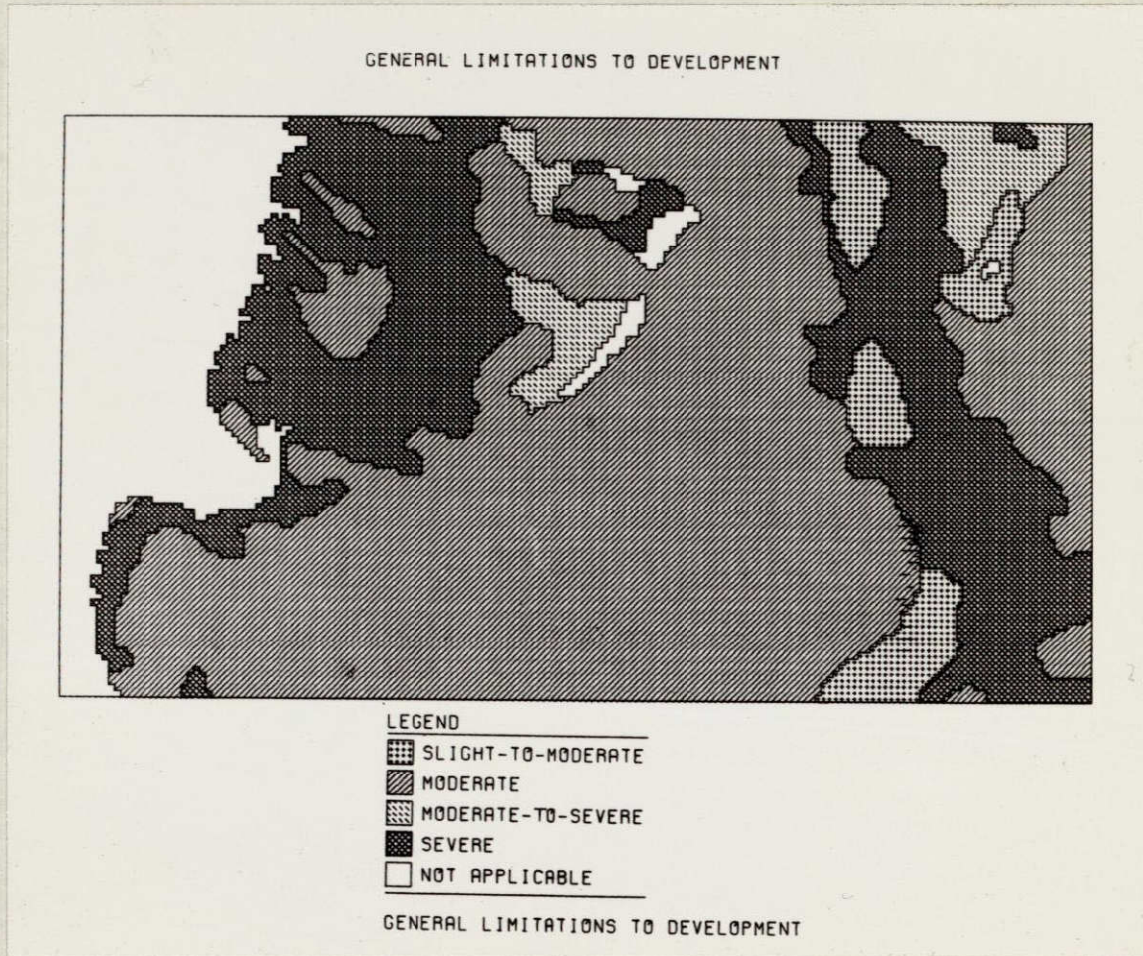 GENERAL LIMITATIONS TO DEVELOPMENT
LEGEND
SLIGHT-TO-MODERATE
MODERATE
MODERATE-TO-SEVERE
SEVERE
NOT APPLICABLE
GENERAL LIMITATIONS TO DEVELOPMENT